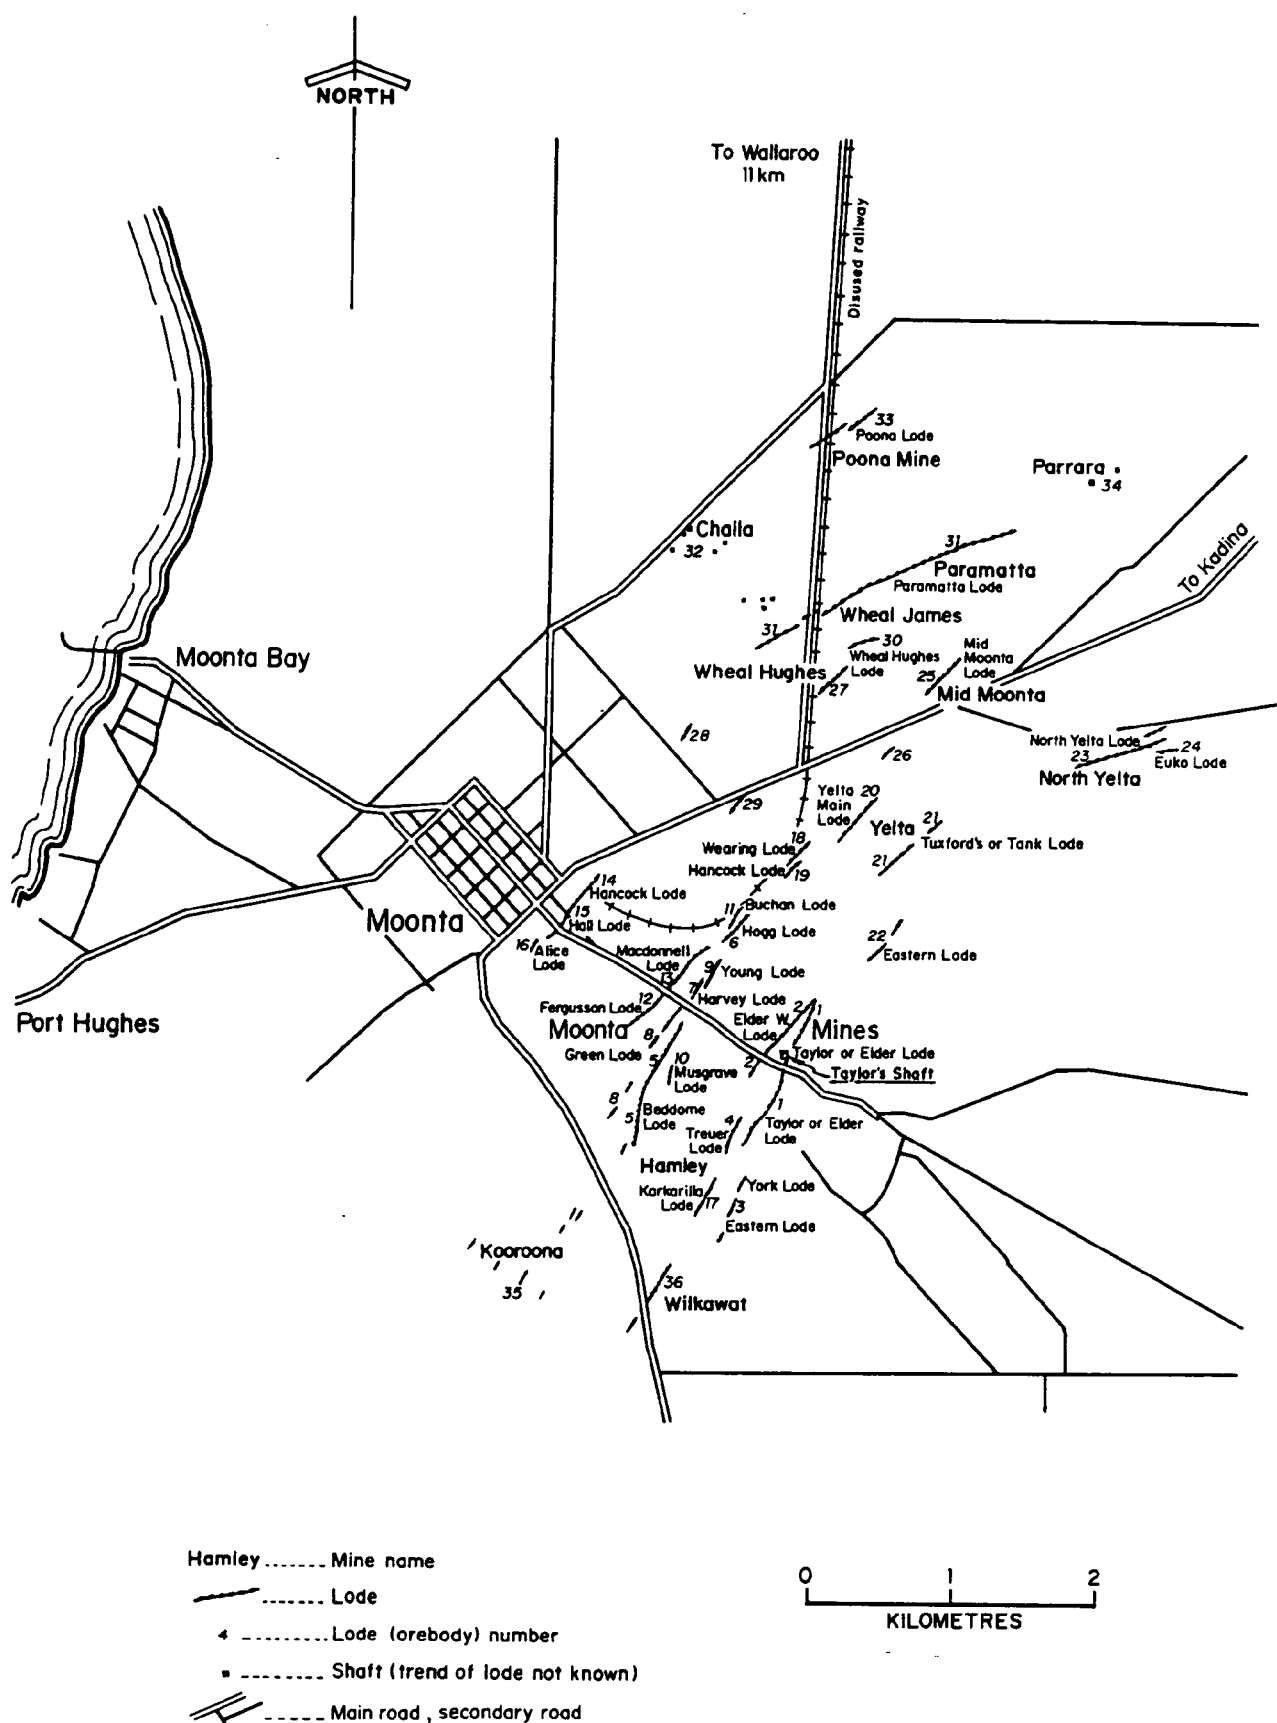 NORTH
To Wallaroo
11km
Disused railway
33
Poona Lode
Poona Mine
Parrara
34
Challa
32
31
Paramatta
Paramatta Lode
To Kadina
Wheal James
31
30
Wheal Hughes
Lode
Mid
Moonta
Lode
Wheal Hughes
27
25
Mid Moonta
Moonta Bay
28
26
North Yelta Lode
23
24
Euko Lode
North Yelta
29
Yelta
Main
Lode
20
Yelta
21
Tuxford's or Tank Lode
21
18
Wearing Lode
Hancock Lode
19
14
Hancock Lode
15
Hall Lode
11
Buchan Lode
6
Hogg Lode
Moonta
16
Alice
Lode
Macdonnell
Lode
13
9
Young Lode
22
Eastern Lode
7
Harvey Lode
Fergusson Lode
12
Port Hughes
Moonta
Mines
Elder W.
Lode
2
1
8
Green Lode
5
10
Musgrave
Lode
2
Taylor or Elder Lode
Taylor's Shaft
8
5
Beddome
Lode
4
Treuer
Lode
1
Taylor or Elder
Lode
Hamley
Karkarilla
Lode
17
York Lode
3
Eastern Lode
Kooroona
35
36
Wilkawat
Hamley ....... Mine name
....... Lode
4 ......... Lode (orebody) number
........ Shaft (trend of lode not known)
..... Main road, secondary road
0 1 2
KILOMETRES